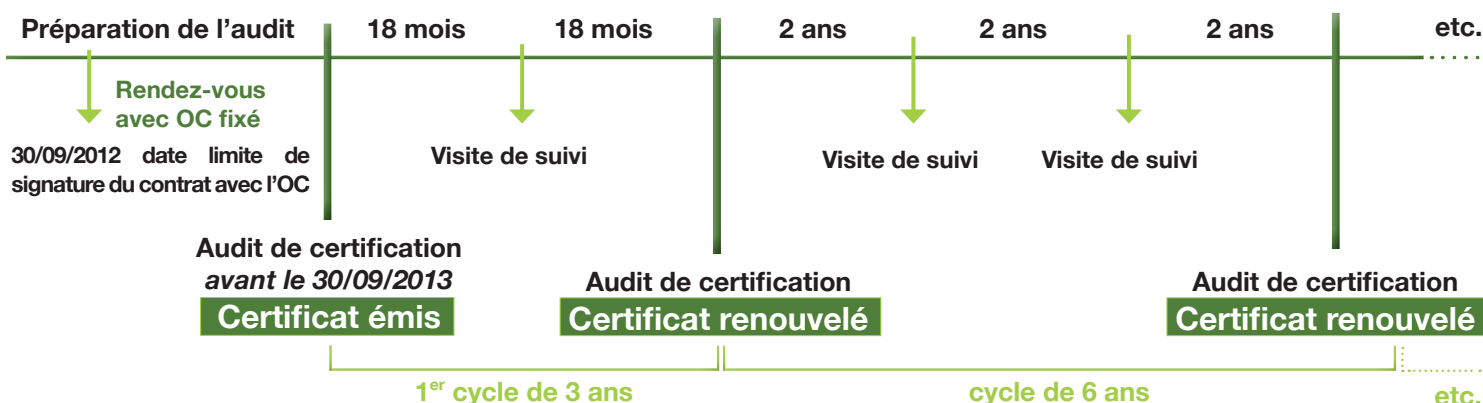 Préparation de l’audit
18 mois
18 mois
2 ans
2 ans
2 ans
etc.
Rendez-vous
avec OC fixé
30/09/2012 date limite de
signature du contrat avec l’OC
Visite de suivi
Visite de suivi
Visite de suivi
Audit de certification
avant le 30/09/2013
Certificat émis
Audit de certification
Certificat renouvelé
Audit de certification
Certificat renouvelé
1er cycle de 3 ans
cycle de 6 ans
etc.